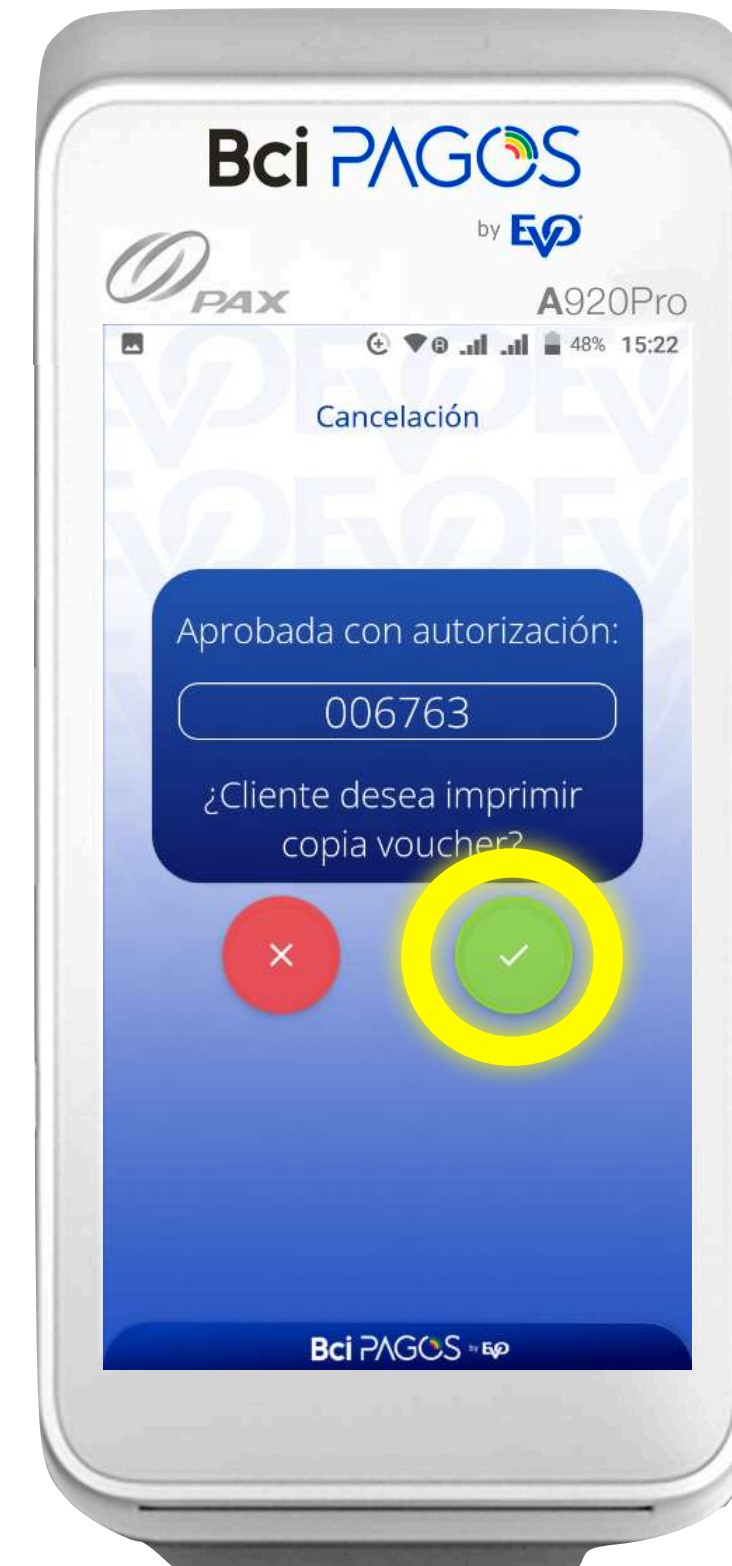 Bci PAGOS
by EVO
PAX
A920Pro
48% 15:22
Cancelación
Aprobada con autorización:
006763
¿Cliente desea imprimir
copia voucher?
Bci PAGOS by EVO